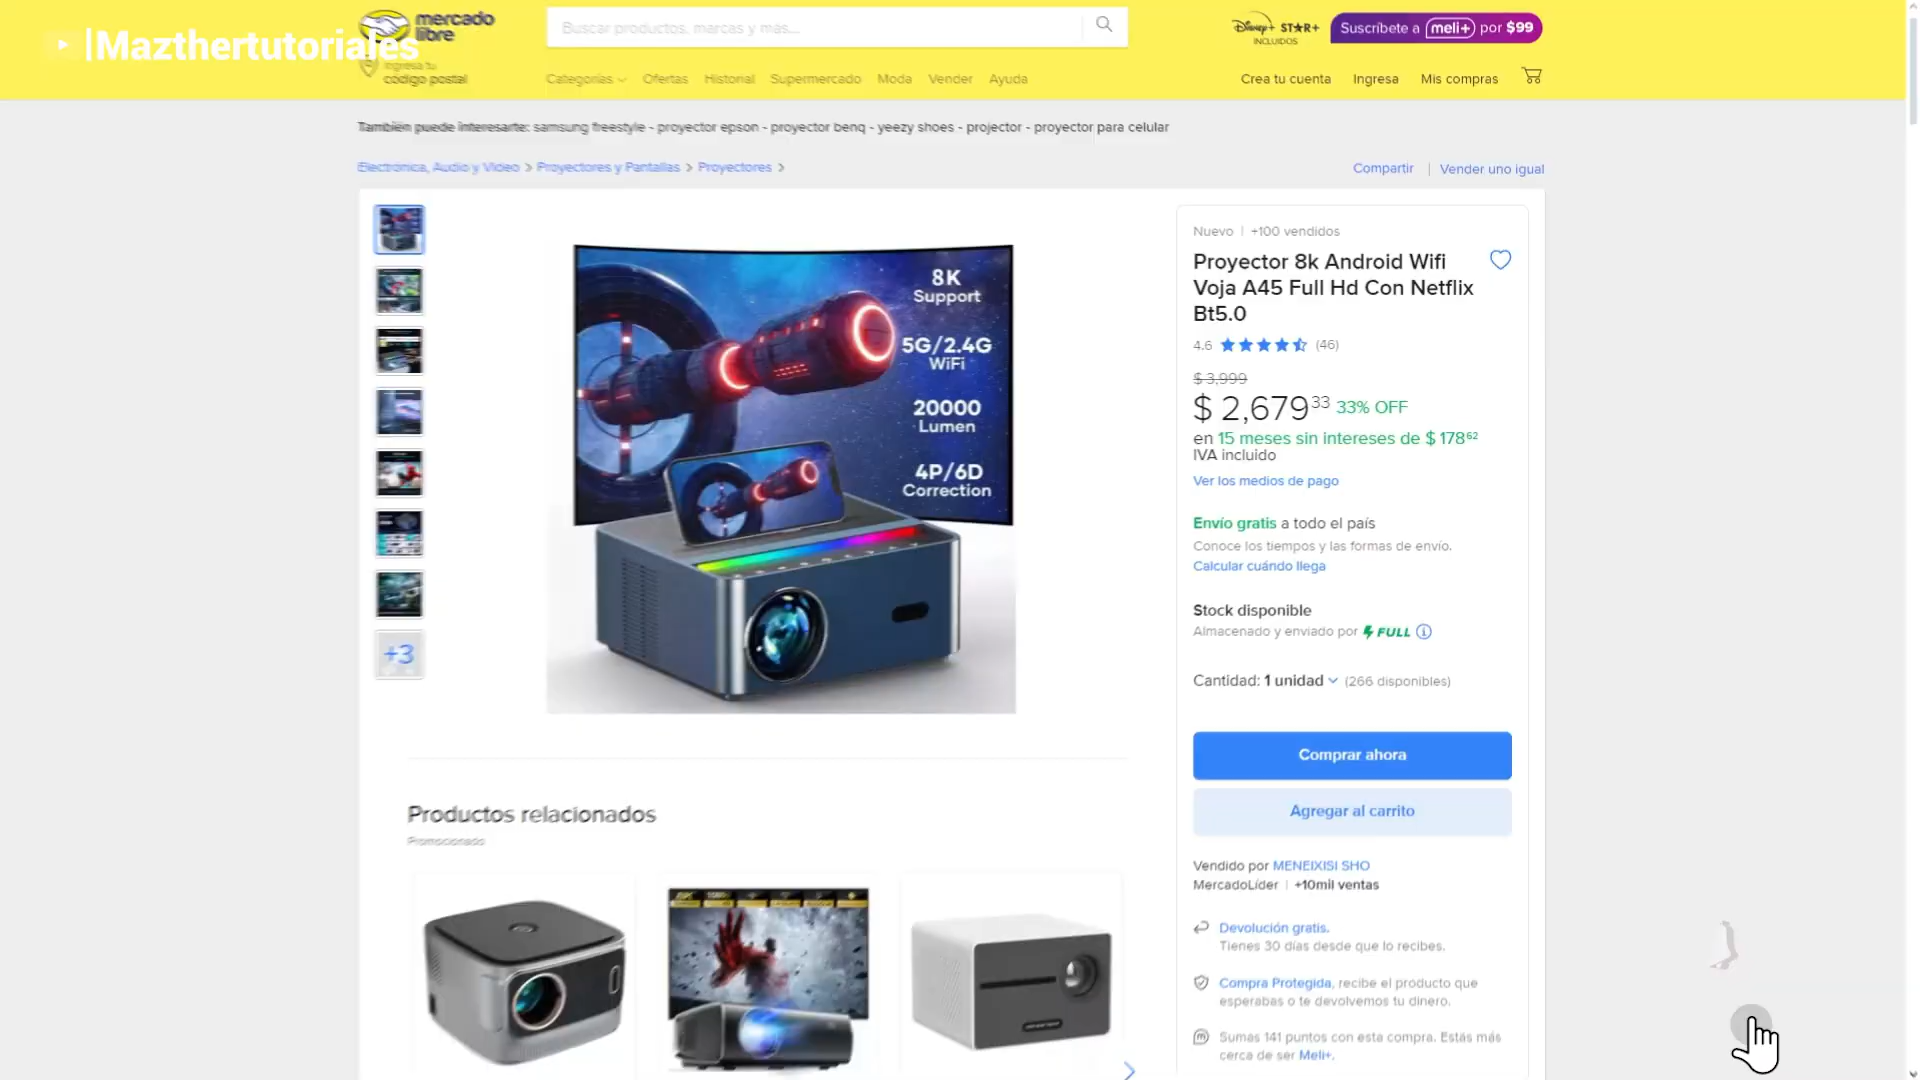 mercado
libre
|Mazthertutoriales
Buscar productos, marcas y más...
Disney+ STAR+
INCLUIDOS
Suscríbete a meli+ por $99
Ingresa tu
código postal
Categorías Ofertas Historial Supermercado Moda Vender Ayuda
Crea tu cuenta Ingresa Mis compras
También puede interesarte: samsung freestyle - proyector epson - proyector benq - yeezy shoes - projector - proyector para celular
Electrónica, Audio y Video > Proyectores y Pantallas > Proyectores >
Compartir | Vender uno igual
+3
8K
Support
5G/2.4G
WiFi
20000
Lumen
4P/6D
Correction
Nuevo | +100 vendidos
Proyector 8k Android Wifi
Voja A45 Full Hd Con Netflix
Bt5.0
4.6 (46)
$ 3,999
$ 2,679 33 33% OFF
en 15 meses sin intereses de $ 178 62
IVA incluido
Ver los medios de pago
Envío gratis a todo el país
Conoce los tiempos y las formas de envío.
Calcular cuándo llega
Stock disponible
Almacenado y enviado por FULL
Cantidad: 1 unidad (266 disponibles)
Comprar ahora
Agregar al carrito
Vendido por MENEIXISI SHO
MercadoLíder | +10mil ventas
Devolución gratis.
Tienes 30 días desde que lo recibes.
Compra Protegida, recibe el producto que
esperabas o te devolvemos tu dinero.
Sumas 141 puntos con esta compra. Estás más
cerca de ser Meli+.
Productos relacionados
Promocionado